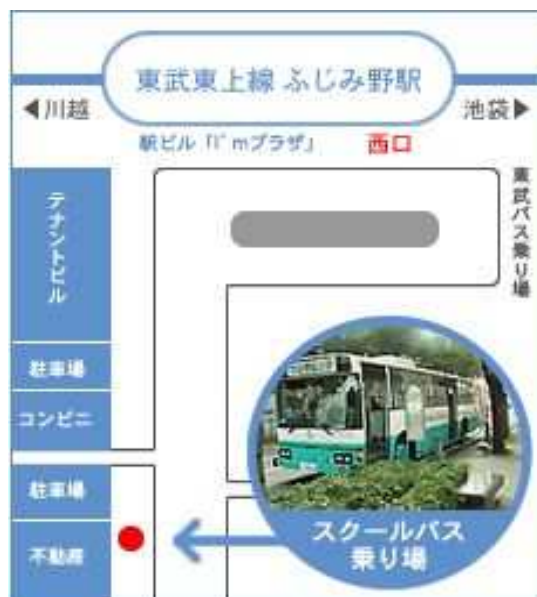 東武東上線 ふじみ野駅
◀川越
池袋▶
駅ビル「I'mプラザ」
西口
東武バス乗り場
テナントビル
駐車場
コンビニ
駐車場
不動産
スクールバス
乗り場